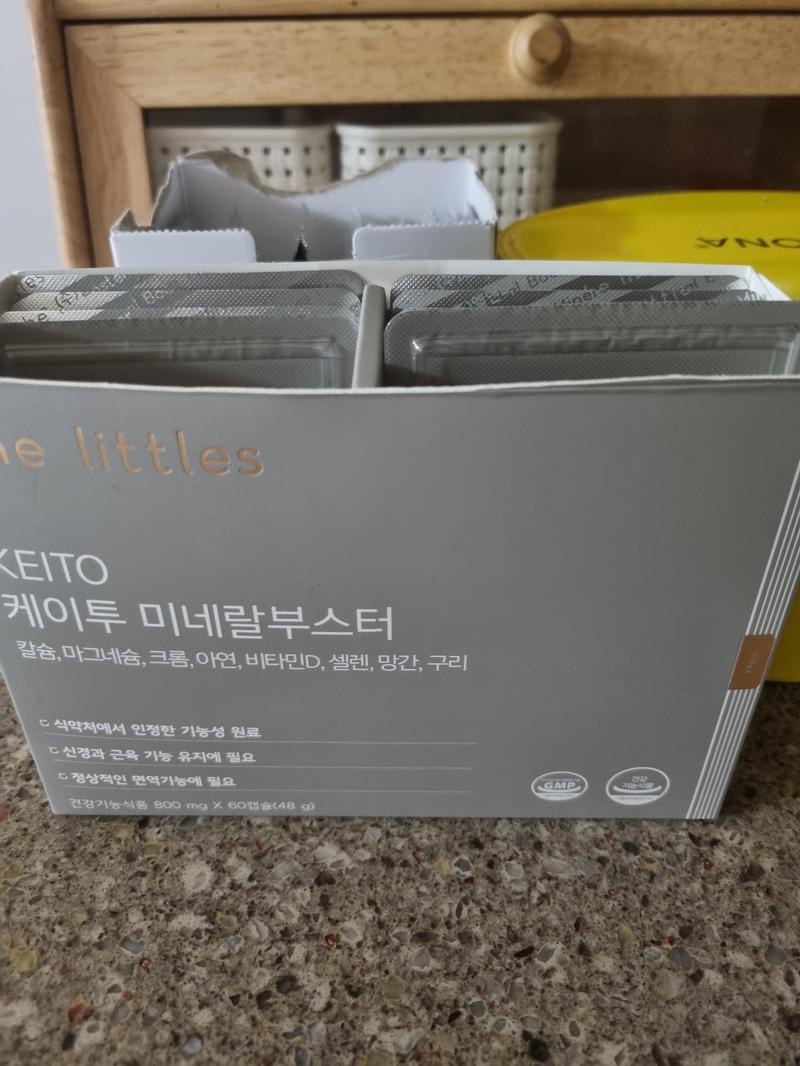 ONA
he littles
KEITO
케이투 미네랄부스터
칼슘, 마그네슘, 크롬, 아연, 비타민D, 셀렌, 망간, 구리
식약처에서 인정한 기능성 원료
신경과 근육 기능 유지에 필요
정상적인 면역기능에 필요
건강기능식품 800 mg X 60캡슐(48 g)
GMP
건강
기능식품